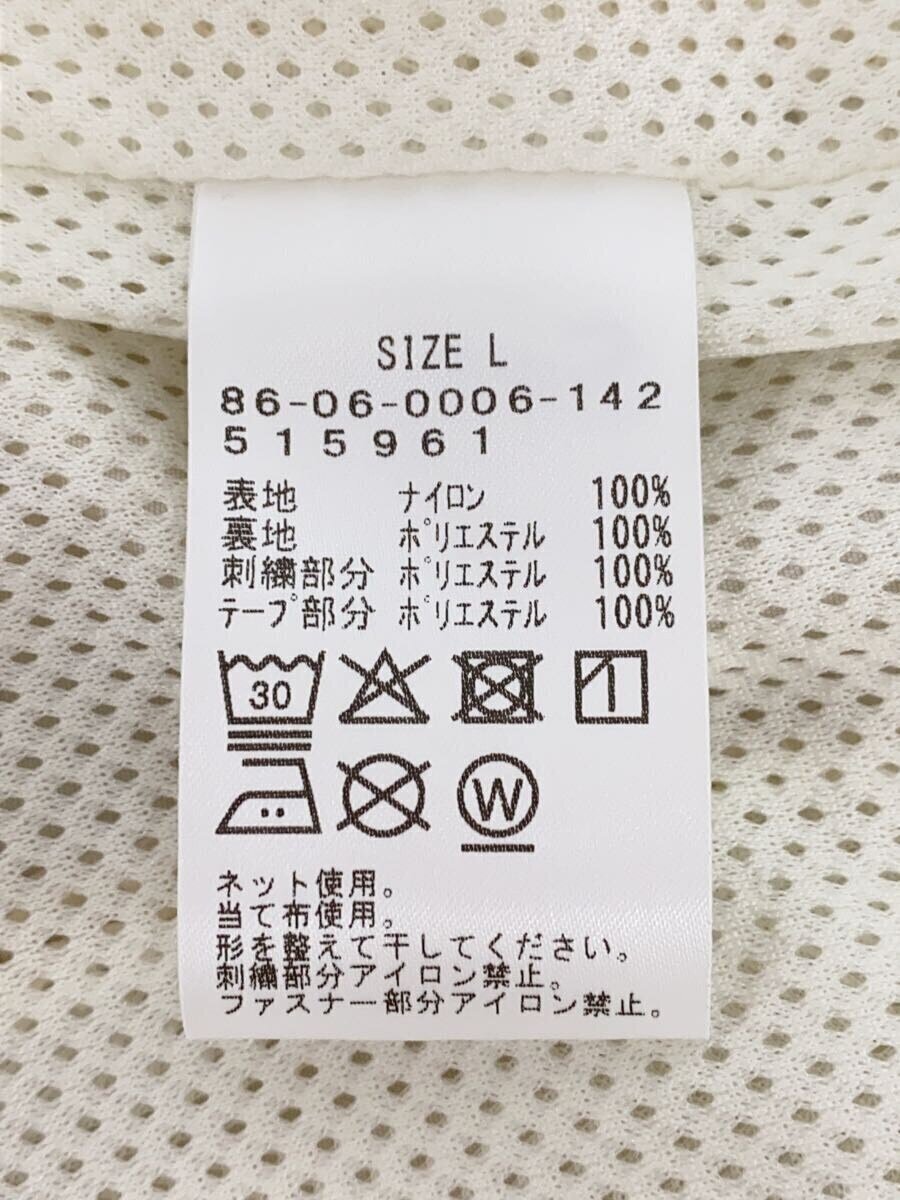 SIZE L
86-06-0006-142
515961
表地 ナイロン 100%
裏地 ポリエステル 100%
刺繍部分 ポリエステル 100%
テープ部分 ポリエステル 100%
30
W
ネット使用。
当て布使用。
形を整えて干してください。
刺繍部分アイロン禁止。
ファスナー部分アイロン禁止。